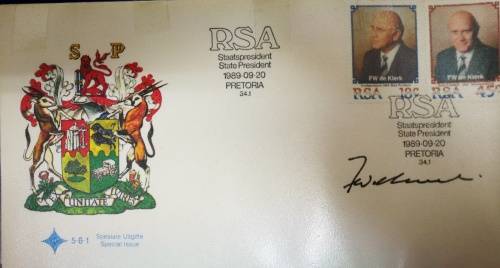 S P
RSA
Staatspresident
State President
1989-09-20
PRETORIA
34.1
FW de Klerk
RSA 18c
FW de Klerk
RSA 45c
RSA
Staatspresident
State President
1989-09-20
PRETORIA
34.1
UNITATE
5·6·1
Spesiale Uitgifte
Special Issue